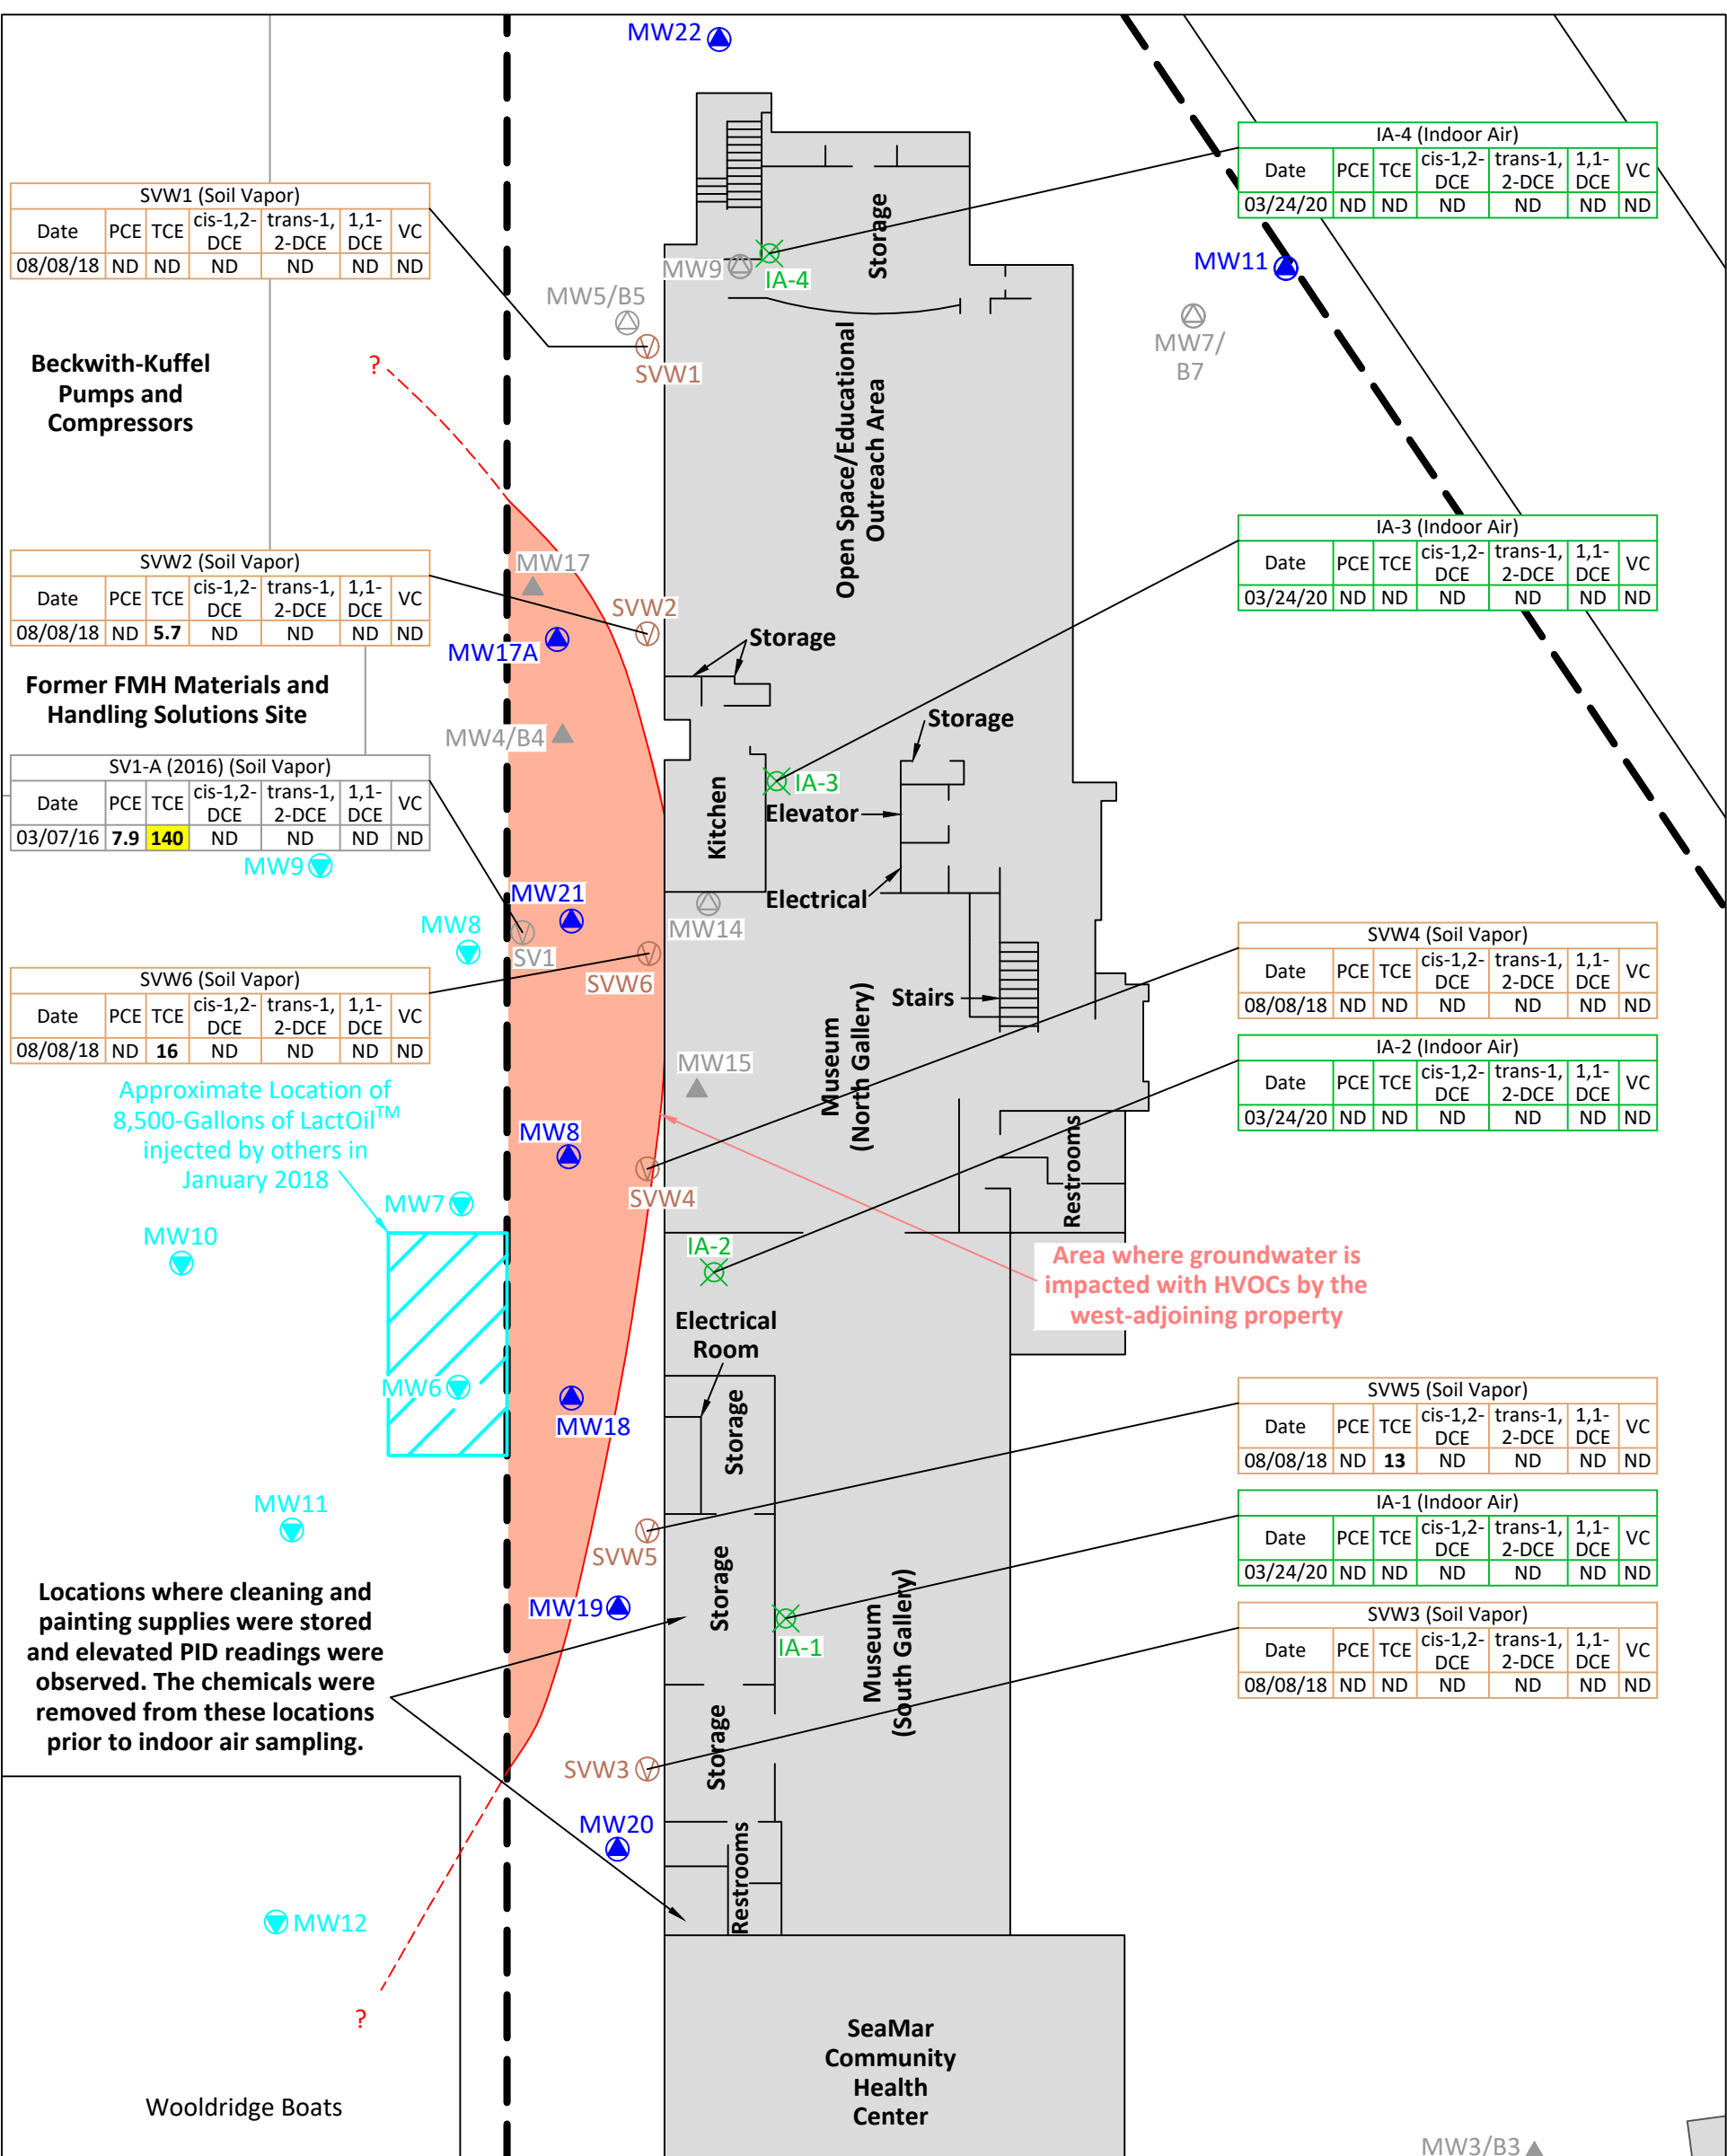 MW22
IA-4 (Indoor Air)
Date PCE TCE cis-1,2-DCE trans-1,2-DCE 1,1-DCE VC
03/24/20 ND ND ND ND ND ND
SVW1 (Soil Vapor)
Date PCE TCE cis-1,2-DCE trans-1,2-DCE 1,1-DCE VC
08/08/18 ND ND ND ND ND ND
Storage
MW9
IA-4
MW11
MW5/B5
SVW1
MW7/
B7
Beckwith-Kuffel
Pumps and
Compressors
?
Open Space/Educational
Outreach Area
IA-3 (Indoor Air)
Date PCE TCE cis-1,2-DCE trans-1,2-DCE 1,1-DCE VC
03/24/20 ND ND ND ND ND ND
SVW2 (Soil Vapor)
Date PCE TCE cis-1,2-DCE trans-1,2-DCE 1,1-DCE VC
08/08/18 ND 5.7 ND ND ND ND
MW17
SVW2
MW17A
Storage
Former FMH Materials and
Handling Solutions Site
MW4/B4
Storage
SV1-A (2016) (Soil Vapor)
Date PCE TCE cis-1,2-DCE trans-1,2-DCE 1,1-DCE VC
03/07/16 7.9 140 ND ND ND ND
IA-3
Kitchen
Elevator
Electrical
MW9
MW21
MW14
MW8
SV1
SVW6
SVW6 (Soil Vapor)
Date PCE TCE cis-1,2-DCE trans-1,2-DCE 1,1-DCE VC
08/08/18 ND 16 ND ND ND ND
Stairs
SVW4 (Soil Vapor)
Date PCE TCE cis-1,2-DCE trans-1,2-DCE 1,1-DCE VC
08/08/18 ND ND ND ND ND ND
Museum
(North Gallery)
MW15
IA-2 (Indoor Air)
Date PCE TCE cis-1,2-DCE trans-1,2-DCE 1,1-DCE VC
03/24/20 ND ND ND ND ND ND
Approximate Location of
8,500-Gallons of LactOil™
injected by others in
January 2018
MW8
SVW4
Restrooms
MW7
MW10
IA-2
Area where groundwater is
impacted with HVOCs by the
west-adjoining property
Electrical
Room
MW6
MW18
Storage
SVW5 (Soil Vapor)
Date PCE TCE cis-1,2-DCE trans-1,2-DCE 1,1-DCE VC
08/08/18 ND 13 ND ND ND ND
MW11
SVW5
IA-1 (Indoor Air)
Date PCE TCE cis-1,2-DCE trans-1,2-DCE 1,1-DCE VC
03/24/20 ND ND ND ND ND ND
Locations where cleaning and
painting supplies were stored
and elevated PID readings were
observed. The chemicals were
removed from these locations
prior to indoor air sampling.
MW19
Storage
IA-1
Museum
(South Gallery)
SVW3 (Soil Vapor)
Date PCE TCE cis-1,2-DCE trans-1,2-DCE 1,1-DCE VC
08/08/18 ND ND ND ND ND ND
Storage
SVW3
MW20
Restrooms
MW12
?
SeaMar
Community
Health
Center
Wooldridge Boats
MW3/B3